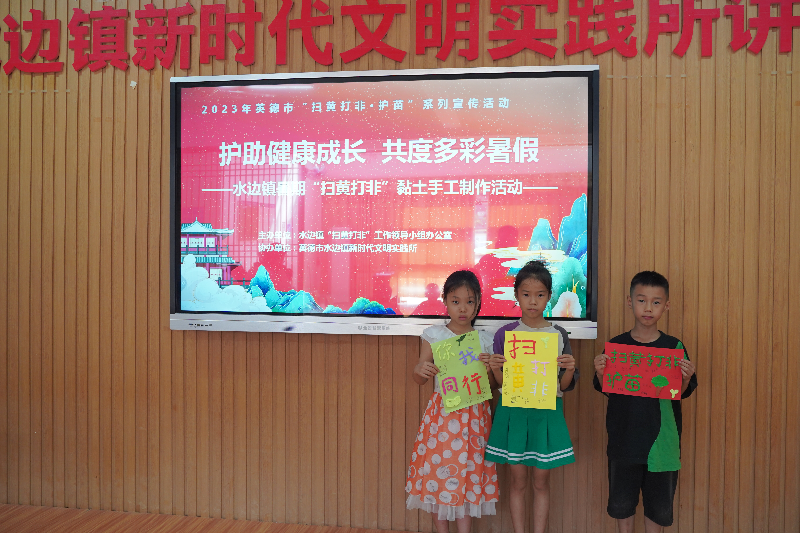 水边镇新时代文明实践所讲
2023年英德市“扫黄打非·护苗”系列宣传活动
护助健康成长 共度多彩暑假
——水边镇暑期“扫黄打非”黏土手工制作活动——
主办单位：水边镇“扫黄打非”工作领导小组办公室
协办单位：英德市水边镇新时代文明实践所
你我
同行
扫黄打非
扫黄打非
护苗